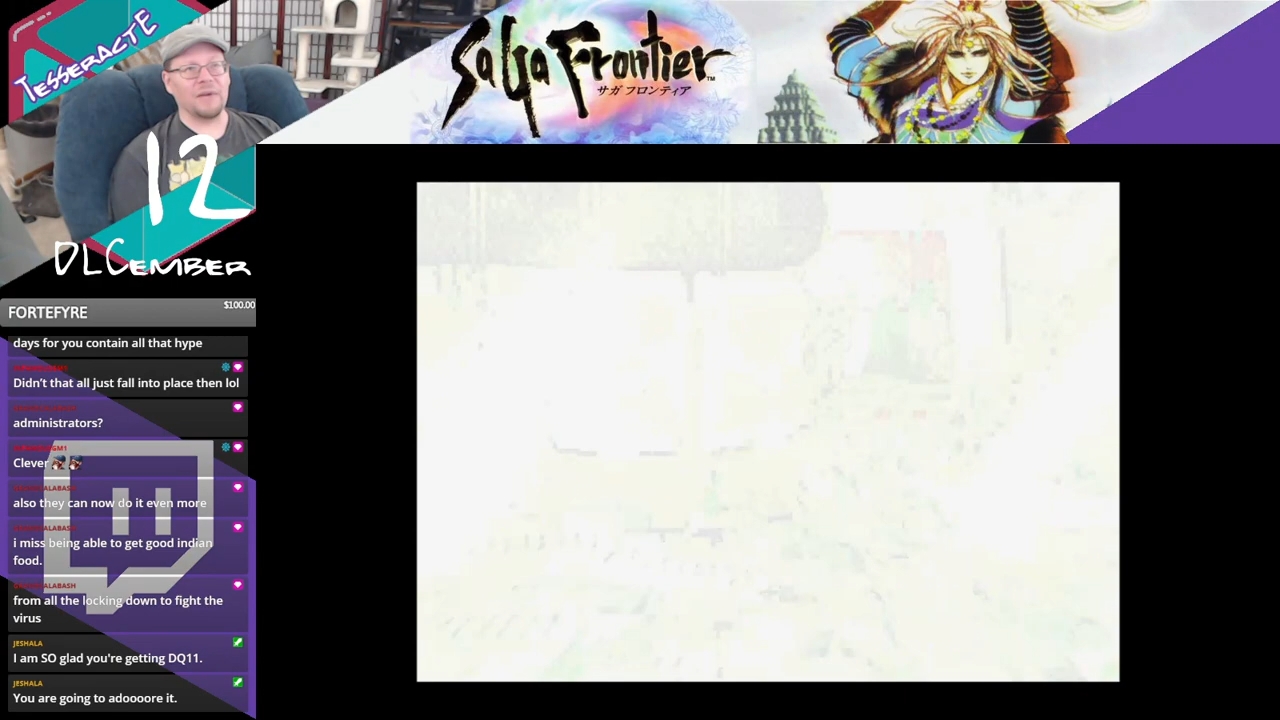 TESSERACTE
12
DLCEMBER
SaGa Frontier™
サガ フロンティア
FORTEFYRE
$100.00
days for you contain all that hype
Didn't that all just fall into place then lol
administrators?
Clever
also they can now do it even more
i miss being able to get good indian
food.
from all the locking down to fight the
virus
JESHALA
I am SO glad you're getting DQ11.
JESHALA
You are going to adoooore it.